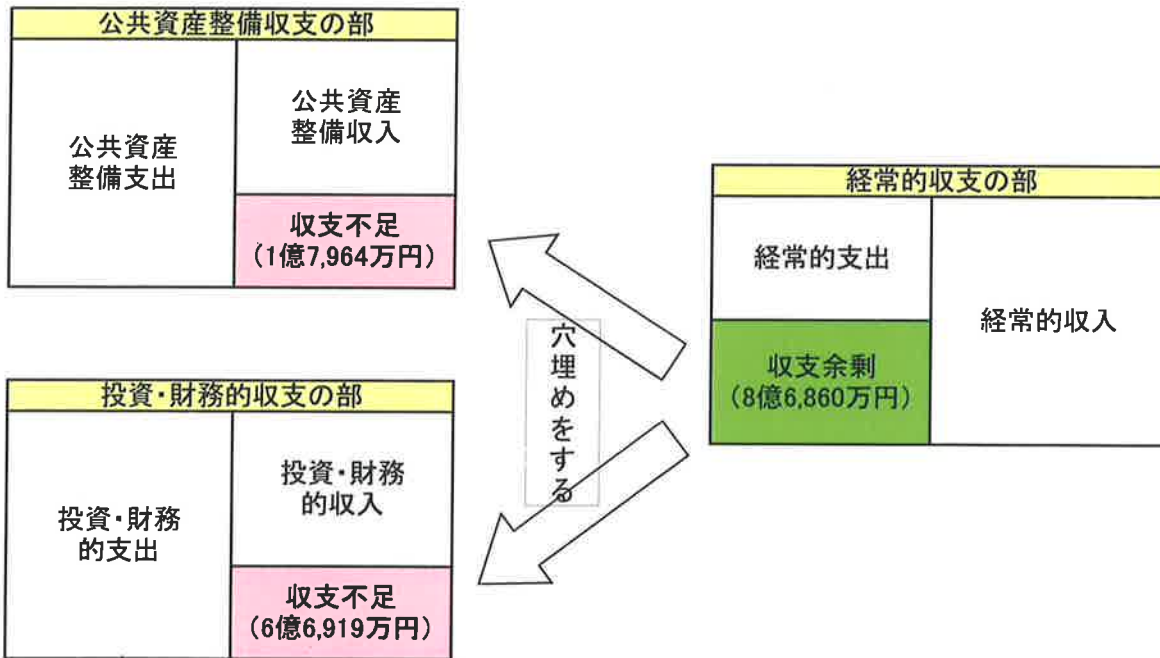 公共資産整備収支の部
公共資産
整備支出
公共資産
整備収入
収支不足
(1億7,964万円)
投資・財務的収支の部
投資・財務
的支出
投資・財務
的収入
収支不足
(6億6,919万円)
穴埋めをする
経常的収支の部
経常的支出
収支余剰
(8億6,860万円)
経常的収入